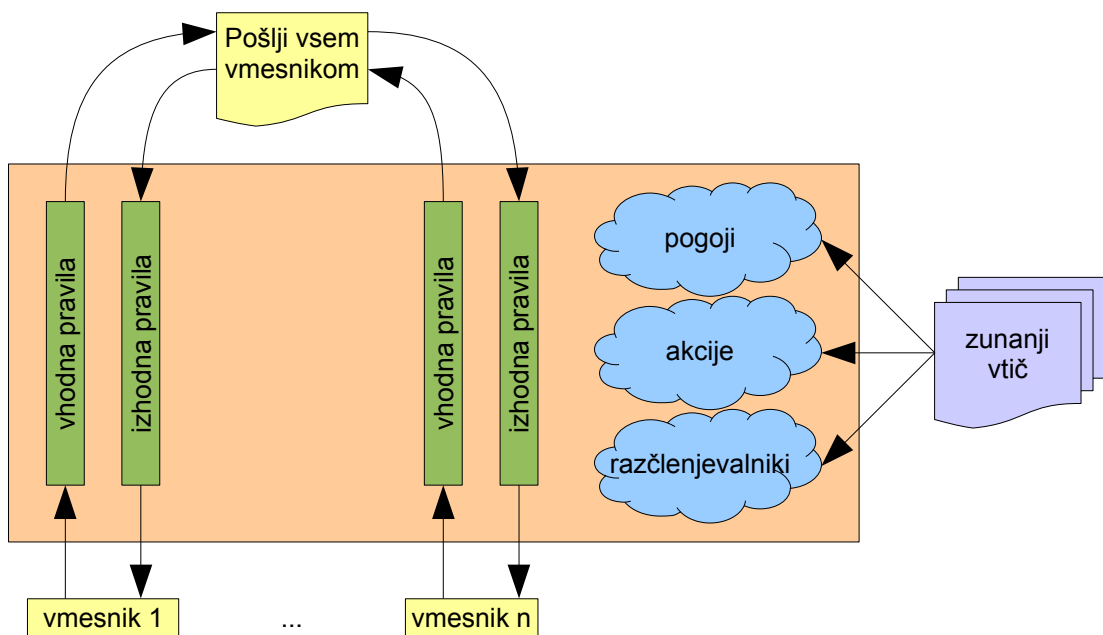 Pošlji vsem
vmesnikom
vhodna pravila
izhodna pravila
vhodna pravila
izhodna pravila
pogoji
akcije
razčlenjevalniki
zunanji
vtič
vmesnik 1
...
vmesnik n